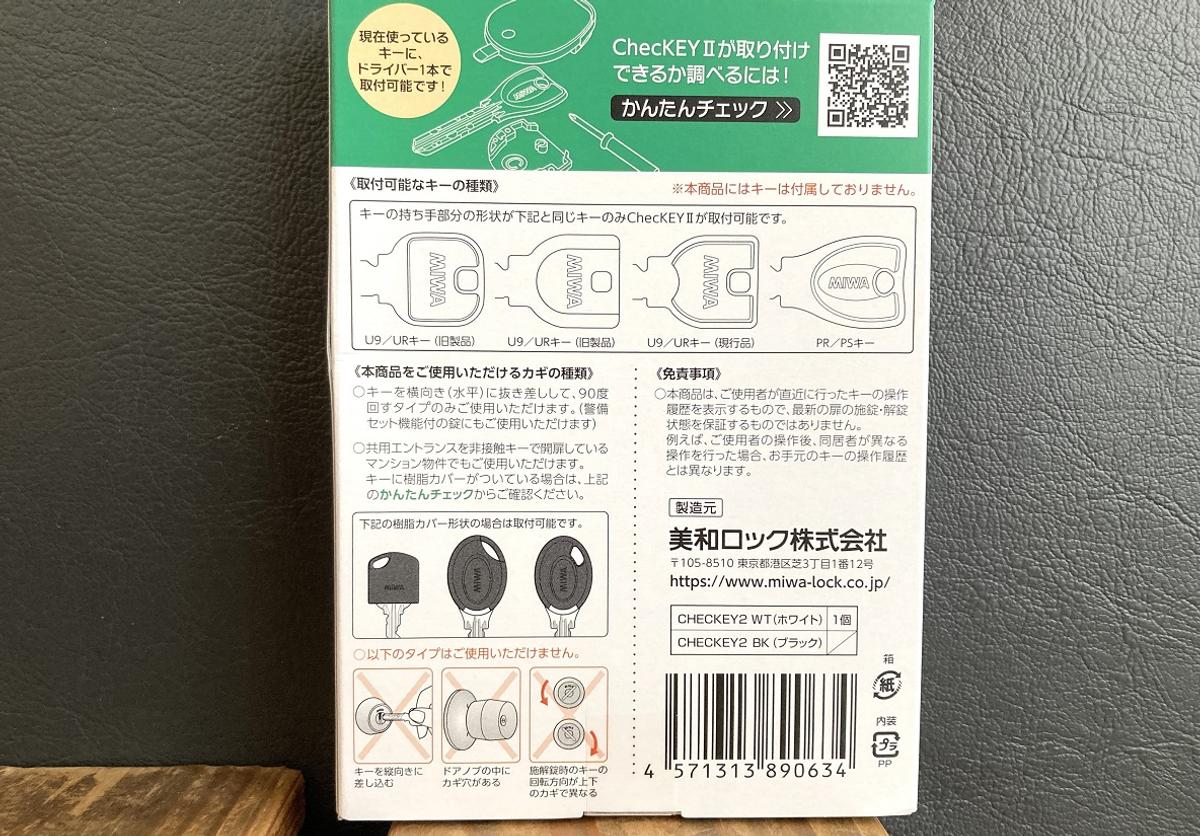 現在使っている
キーに、
ドライバー1本で
取付可能です!
ChecKEYⅡが取り付け
できるか調べるには!
かんたんチェック
《取付可能なキーの種類》
※本商品にはキーは付属しておりません。
キーの持ち手部分の形状が下記と同じキーのみChecKEYⅡが取付可能です。
MIWA
MIWA
MIWA
MIWA
U9/URキー(旧製品)
U9/URキー(旧製品)
U9/URキー(現行品)
PR/PSキー
《本商品をご使用いただけるカギの種類》
○キーを横向き(水平)に抜き差しして、90度
回すタイプのみご使用いただけます。(警備
セット機能付の錠にもご使用いただけます)
○共用エントランスを非接触キーで開扉している
マンション物件でもご使用いただけます。
キーに樹脂カバーがついている場合は、上記
のかんたんチェックからご確認ください。
下記の樹脂カバー形状の場合は取付可能です。
MIWA
MIWA
MIWA
○以下のタイプはご使用いただけません。
キーを縦向きに
差し込む
ドアノブの中に
カギ穴がある
施解錠時のキーの
回転方向が上下
のカギで異なる
《免責事項》
○本商品は、ご使用者が直近に行ったキーの操作
履歴を表示するもので、最新の扉の施錠・解錠
状態を保証するものではありません。
例えば、ご使用者の操作後、同居者が異なる
操作を行った場合、お手元のキーの操作履歴
とは異なります。
製造元
美和ロック株式会社
〒105-8510 東京都港区芝3丁目1番12号
https://www.miwa-lock.co.jp/
CHECKEY2 WT(ホワイト) 1個
CHECKEY2 BK(ブラック)
箱
紙
内装
プラ
PP
4 571313 890634